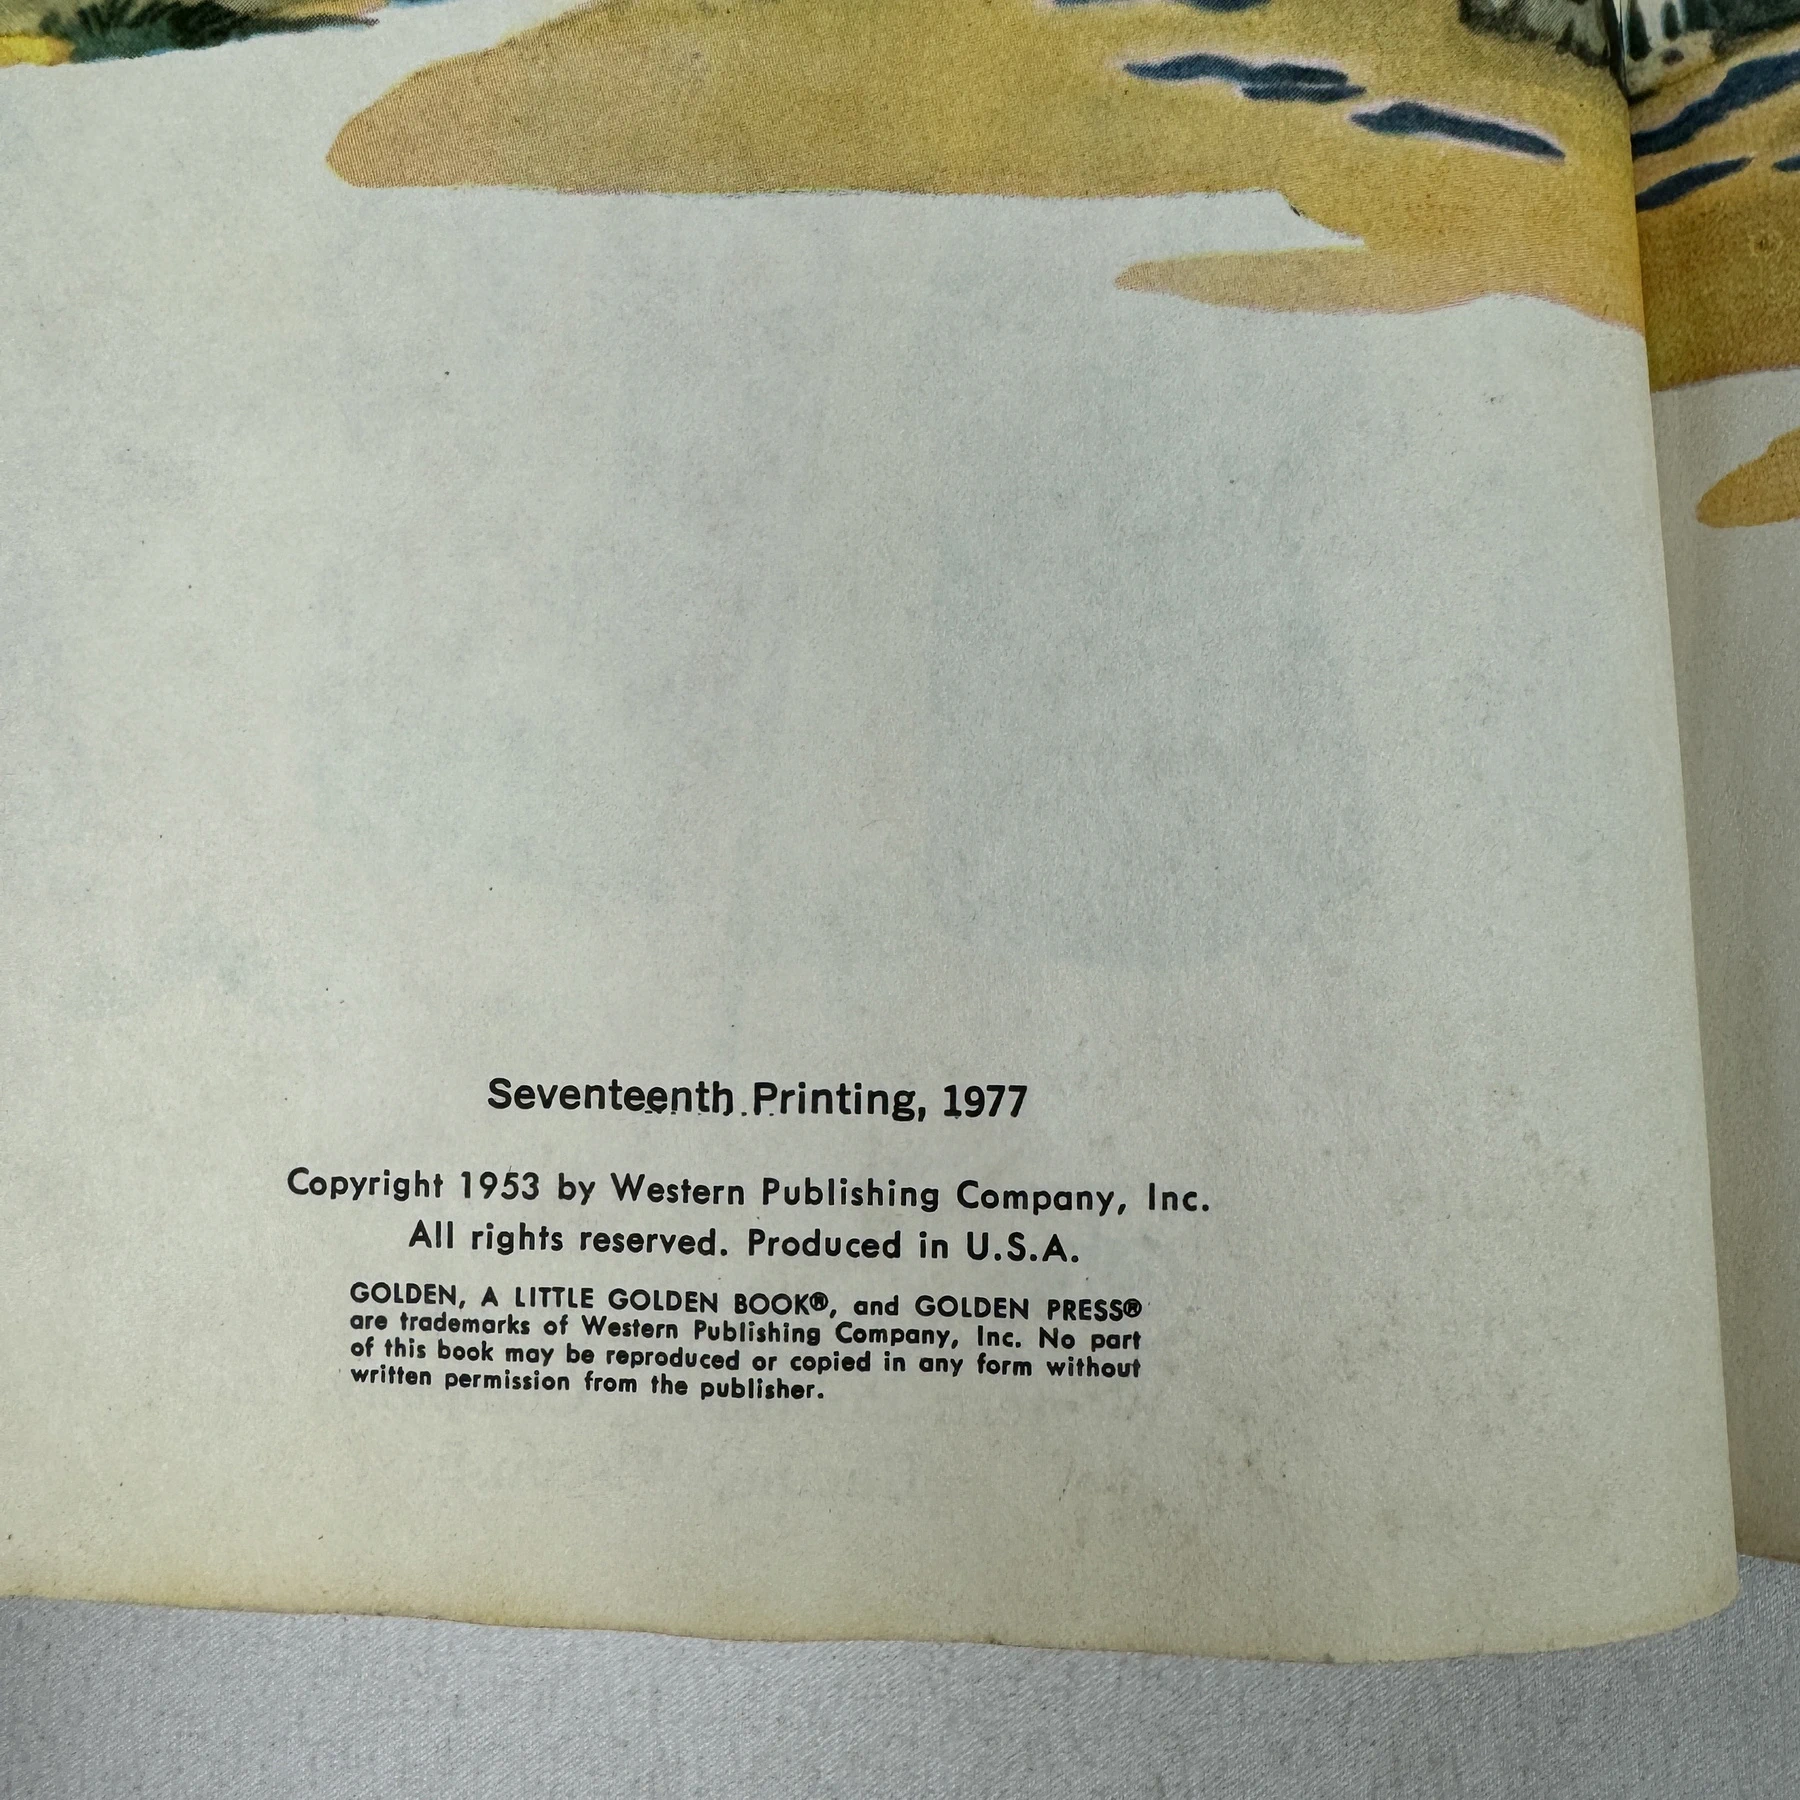 Seventeenth Printing, 1977
Copyright 1953 by Western Publishing Company, Inc.
All rights reserved. Produced in U.S.A.
GOLDEN, A LITTLE GOLDEN BOOK®, and GOLDEN PRESS®
are trademarks of Western Publishing Company, Inc. No part
of this book may be reproduced or copied in any form without
written permission from the publisher.